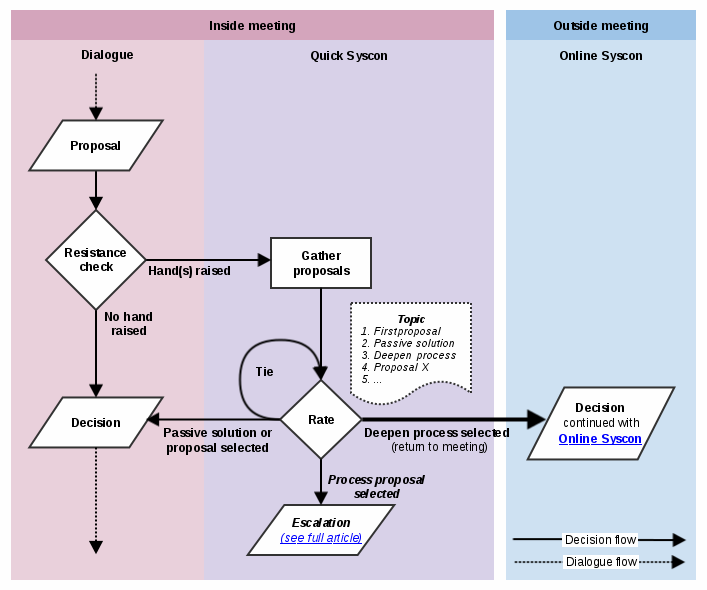 Inside meeting
Outside meeting
Dialogue
Quick Syscon
Online Syscon
Proposal
Resistance
check
Hand(s) raised
Gather
proposals
No hand
raised
Topic
1. Firstproposal
2. Passive solution
3. Deepen process
4. Proposal X
5. ...
Tie
Decision
Rate
Passive solution or
proposal selected
Deepen process selected
(return to meeting)
Decision
continued with
Online Syscon
Process proposal
selected
Escalation
(see full article)
Decision flow
Dialogue flow